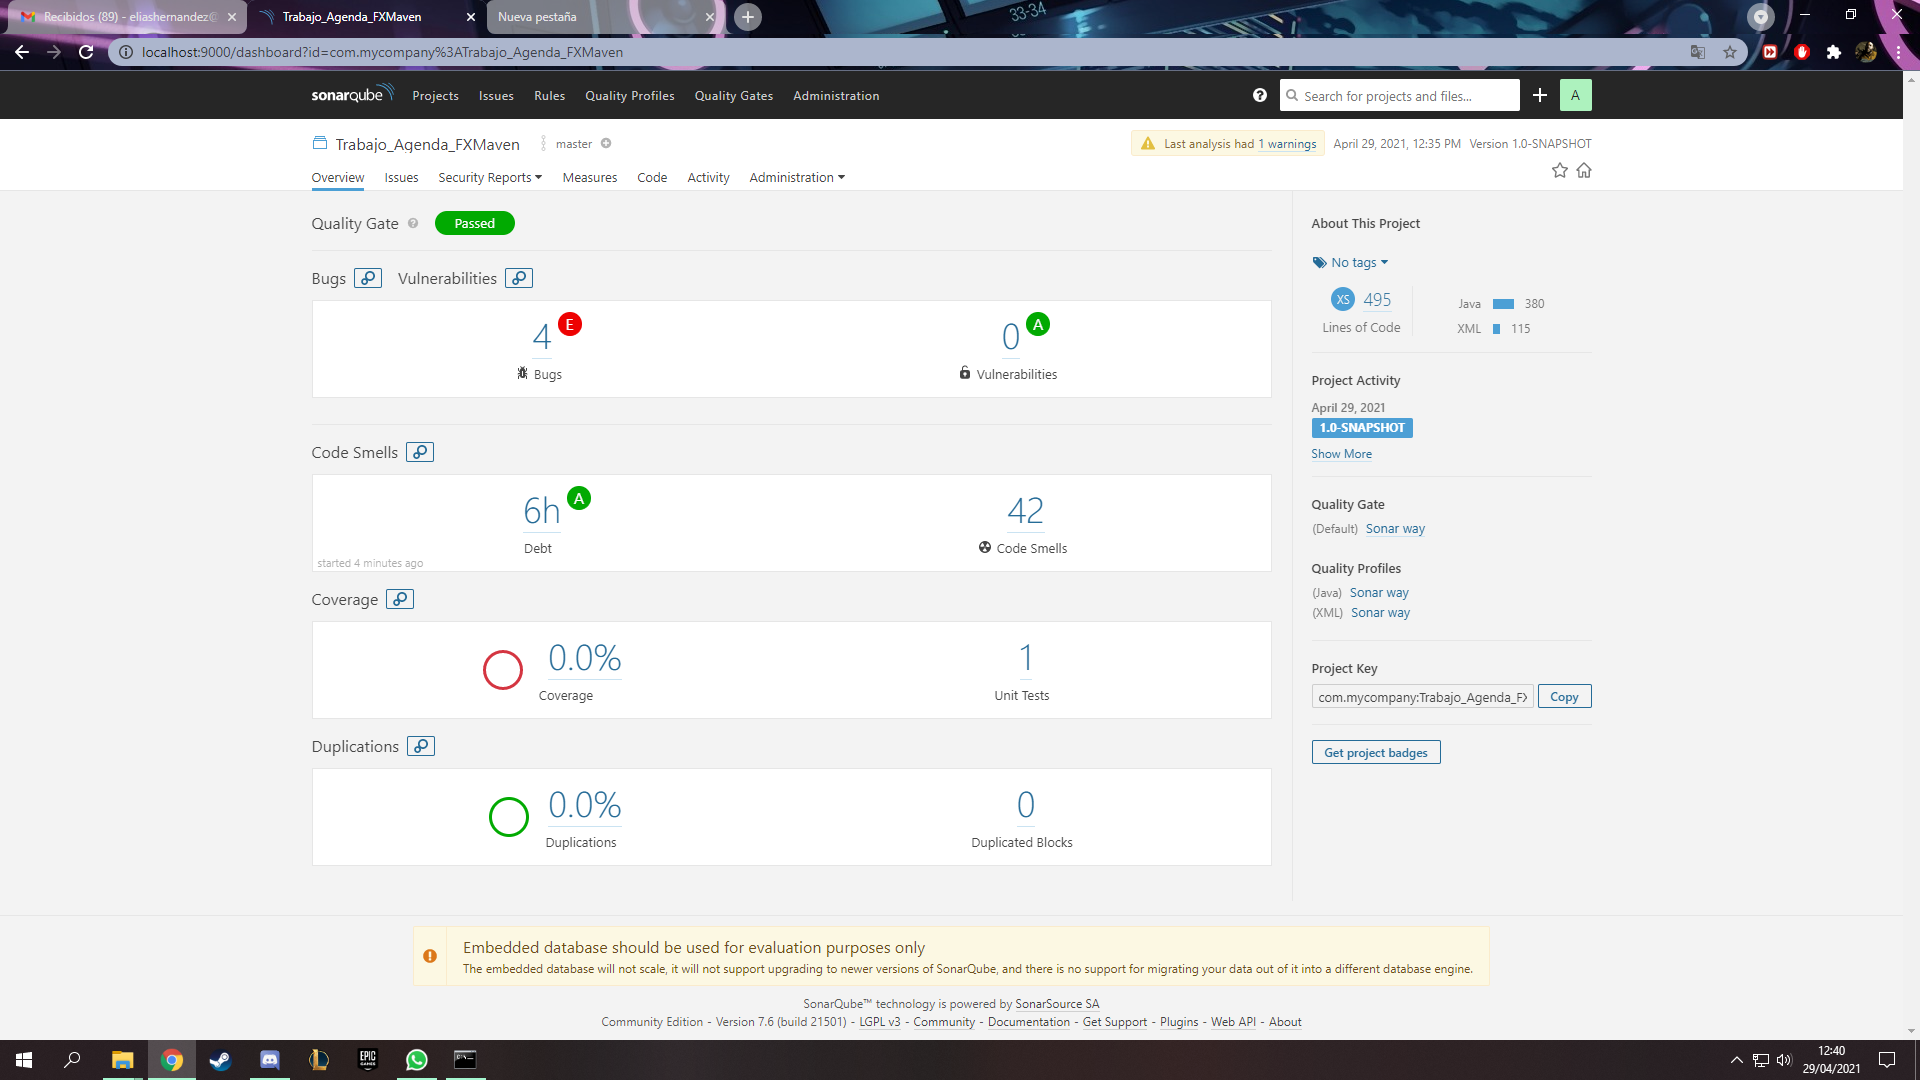 Recibidos (89) - eliashernandez@
Trabajo_Agenda_FXMaven
Nueva pestaña
33-34
localhost:9000/dashboard?id=com.mycompany%3ATrabajo_Agenda_FXMaven
sonarqube Projects Issues Rules Quality Profiles Quality Gates Administration
Search for projects and files...
A
Trabajo_Agenda_FXMaven master
Last analysis had 1 warnings April 29, 2021, 12:35 PM Version 1.0-SNAPSHOT
Overview Issues Security Reports Measures Code Activity Administration
Quality Gate Passed
Bugs Vulnerabilities
4 E
Bugs
0 A
Vulnerabilities
Code Smells
6h A
Debt
42
Code Smells
started 4 minutes ago
Coverage
0.0%
Coverage
1
Unit Tests
Duplications
0.0%
Duplications
0
Duplicated Blocks
About This Project
No tags
XS 495
Lines of Code
Java 380
XML 115
Project Activity
April 29, 2021
1.0-SNAPSHOT
Show More
Quality Gate
(Default) Sonar way
Quality Profiles
(Java) Sonar way
(XML) Sonar way
Project Key
com.mycompany:Trabajo_Agenda_FX
Copy
Get project badges
Embedded database should be used for evaluation purposes only
The embedded database will not scale, it will not support upgrading to newer versions of SonarQube, and there is no support for migrating your data out of it into a different database engine.
SonarQube™ technology is powered by SonarSource SA
Community Edition - Version 7.6 (build 21501) - LGPL v3 - Community - Documentation - Get Support - Plugins - Web API - About
EPIC GAMES
12:40
29/04/2021